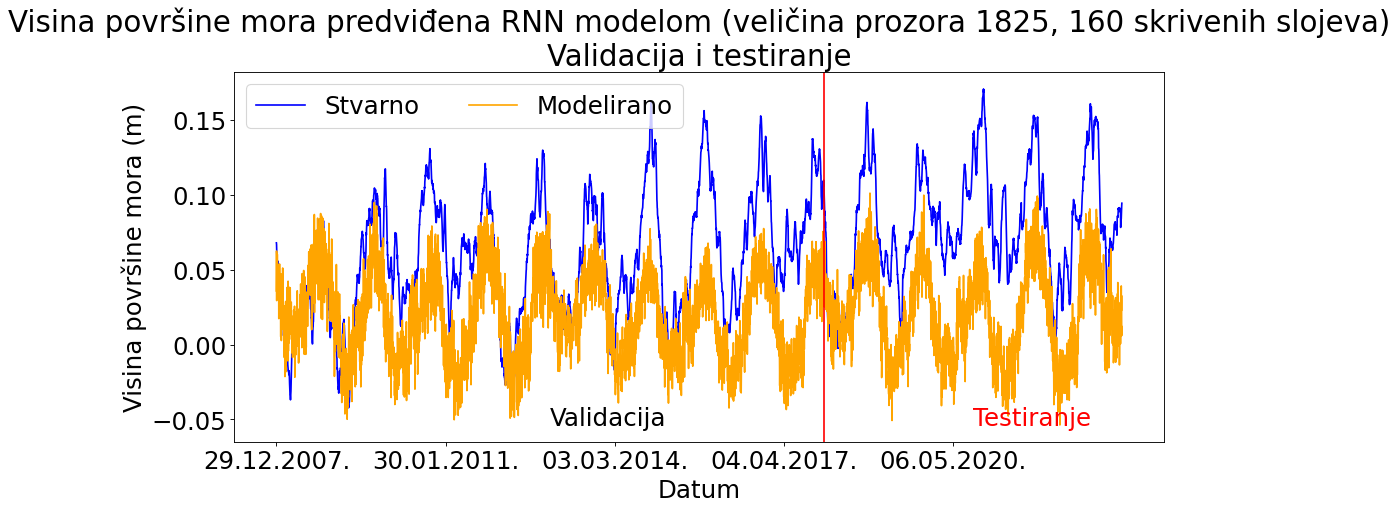 Visina površine mora predviđena RNN modelom (veličina prozora 1825, 160 skrivenih slojeva)
Validacija i testiranje
Stvarno
Modelirano
Visina površine mora (m)
0.15
0.10
0.05
0.00
−0.05
Validacija
Testiranje
29.12.2007.
30.01.2011.
03.03.2014.
04.04.2017.
06.05.2020.
Datum